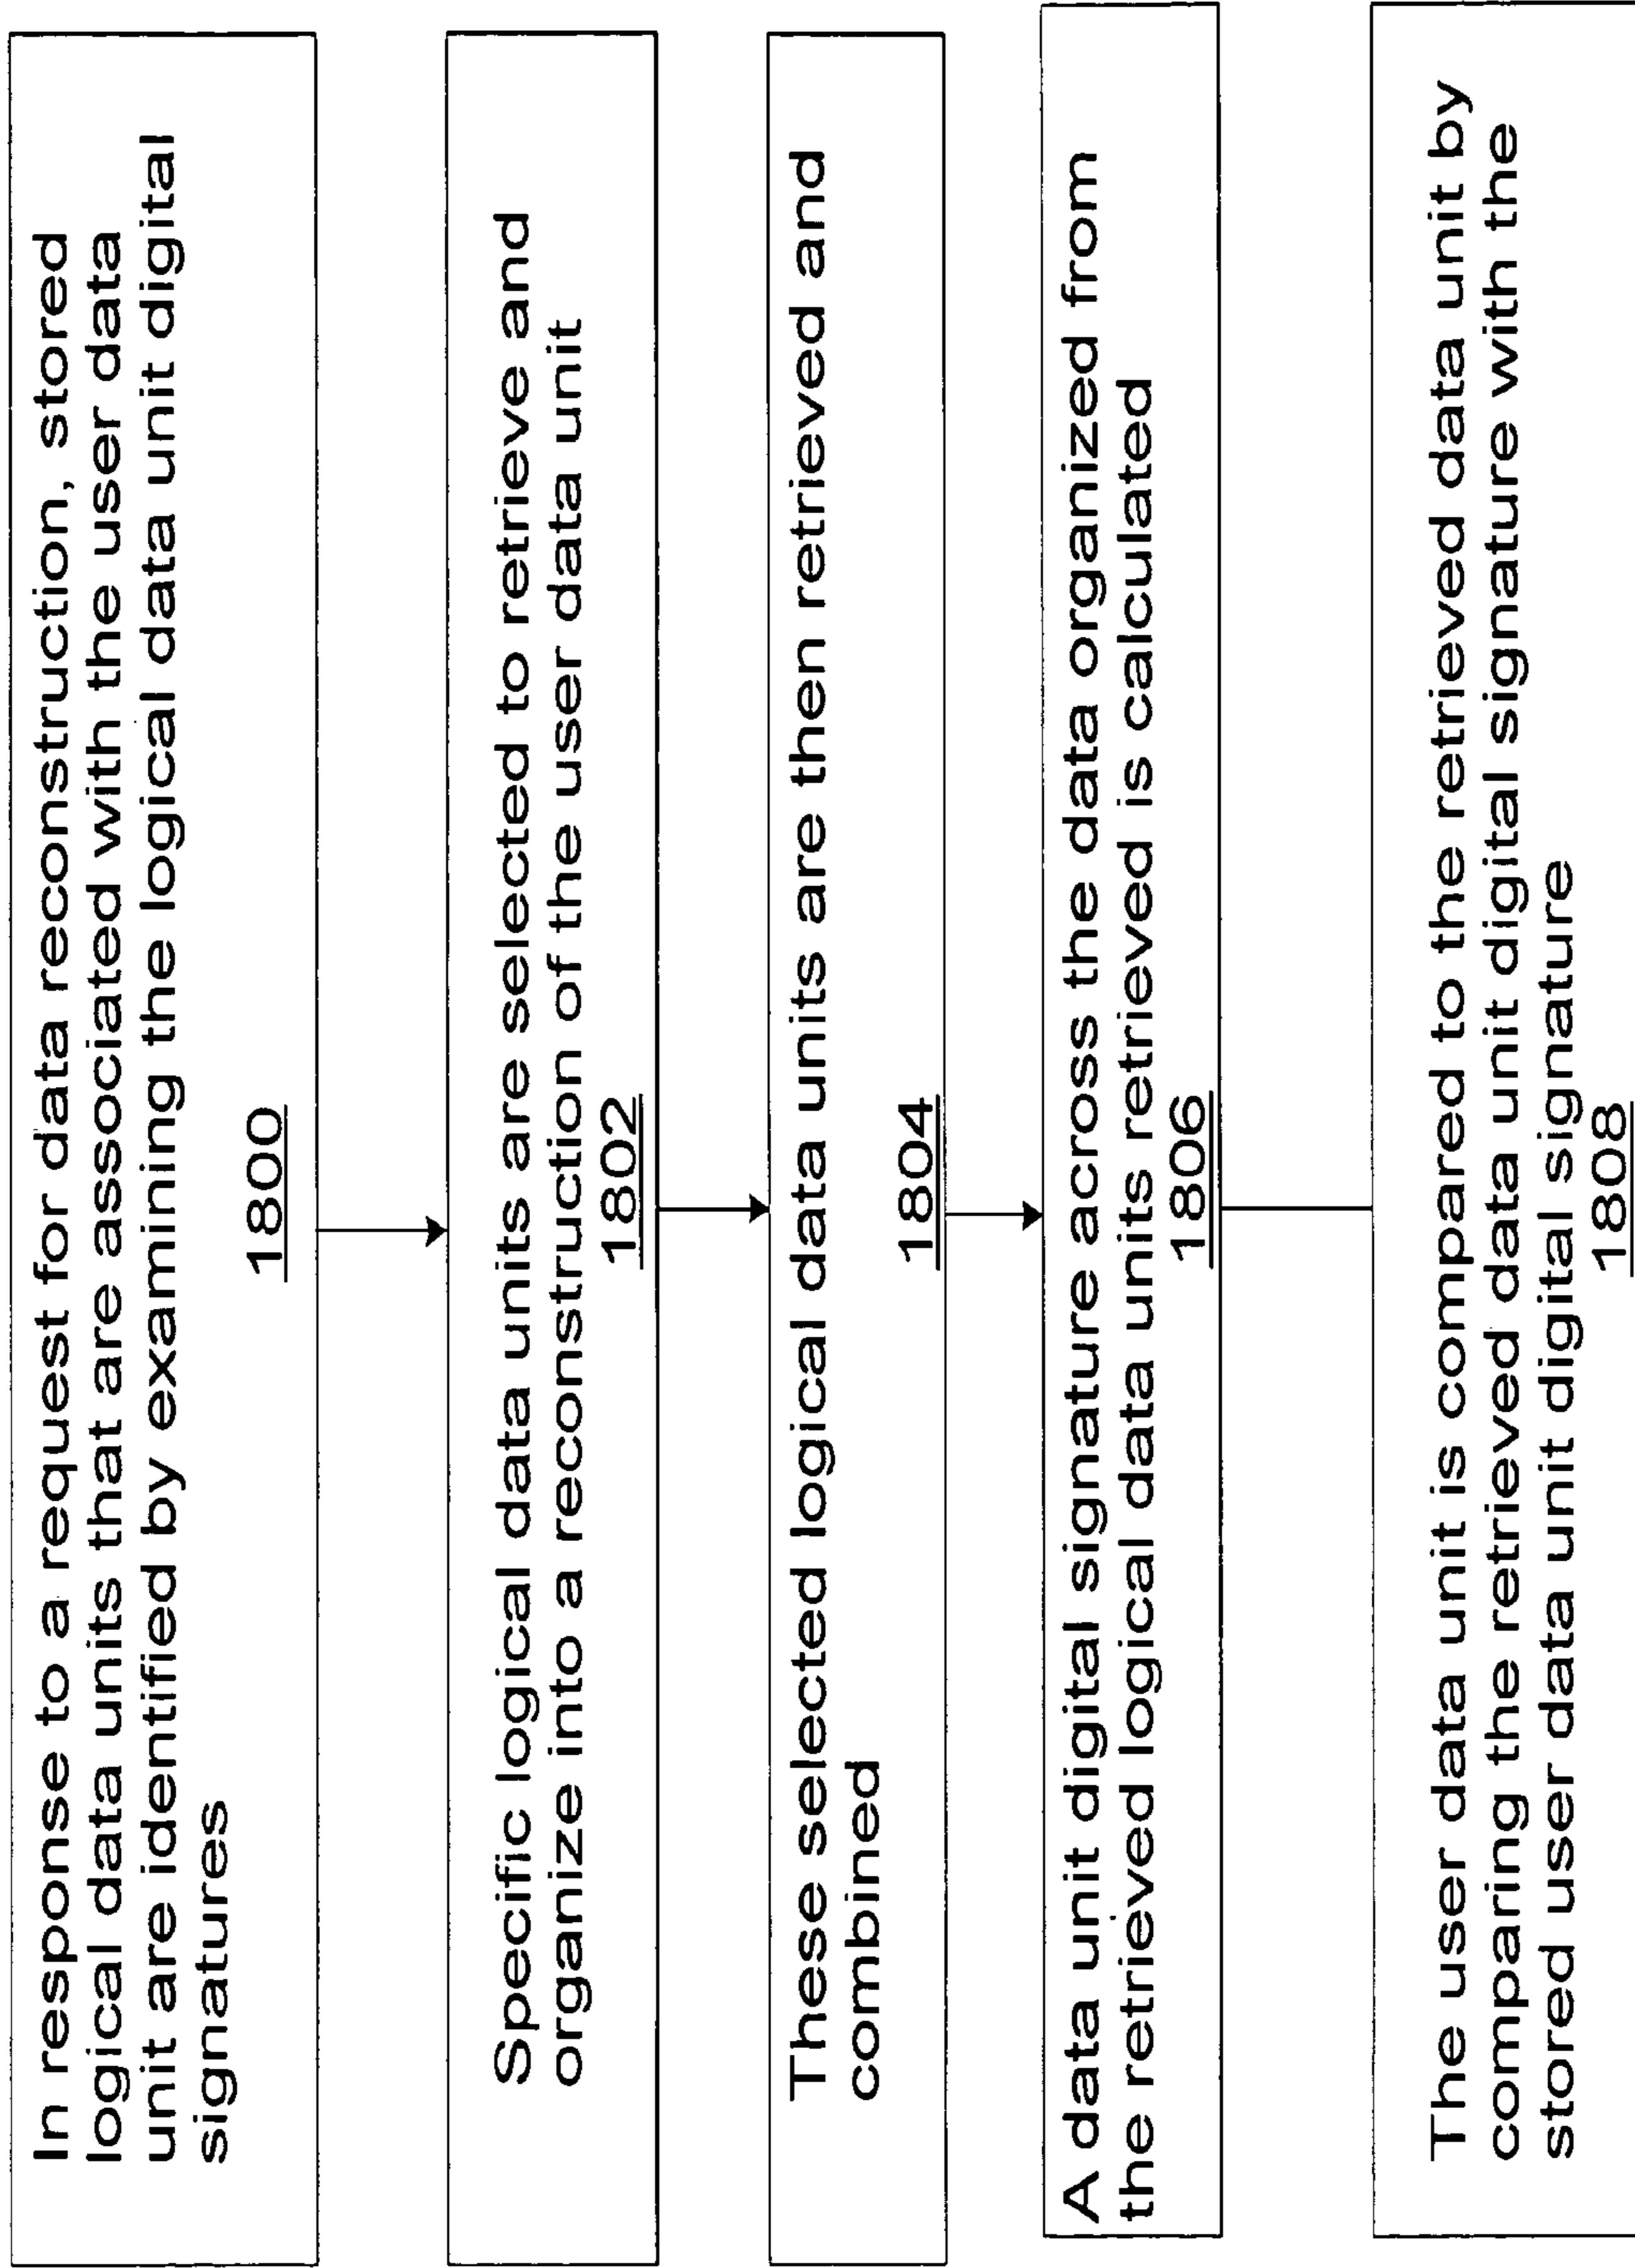 In response to a request for data reconstruction, stored
logical data units that are associated with the user data
unit are identified by examining the logical data unit digital
signatures
1800
Specific logical data units are selected to retrieve and
organize into a reconstruction of the user data unit
1802
These selected logical data units are then retrieved and
combined
1804
A data unit digital signature across the data organized from
the retrieved logical data units retrieved is calculated
1806
The user data unit is compared to the retrieved data unit by
comparing the retrieved data unit digital signature with the
stored user data unit digital signature
1808